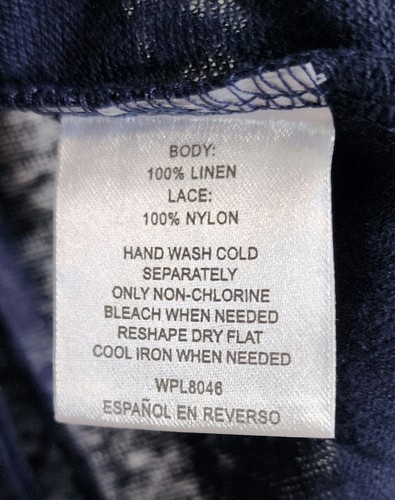 BODY:
100% LINEN
LACE:
100% NYLON
HAND WASH COLD
SEPARATELY
ONLY NON-CHLORINE
BLEACH WHEN NEEDED
RESHAPE DRY FLAT
COOL IRON WHEN NEEDED
WPL8046
ESPAÑOL EN REVERSO